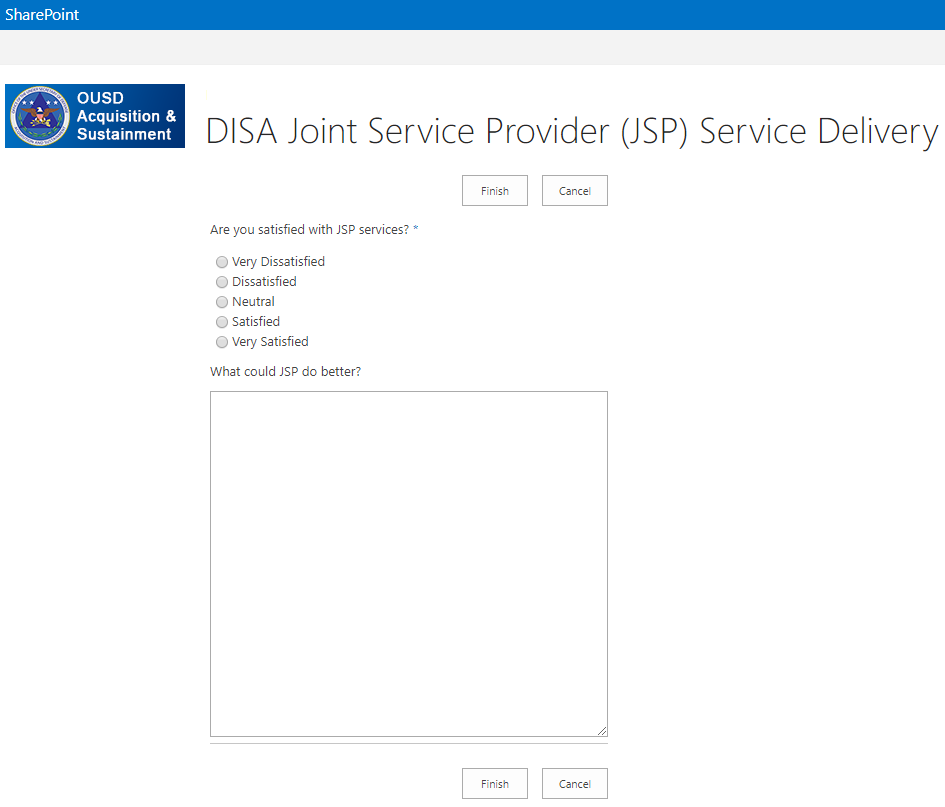 SharePoint
OUSD
Acquisition &
Sustainment
DISA Joint Service Provider (JSP) Service Delivery
Finish Cancel
Are you satisfied with JSP services? *
Very Dissatisfied
Dissatisfied
Neutral
Satisfied
Very Satisfied
What could JSP do better?
Finish Cancel